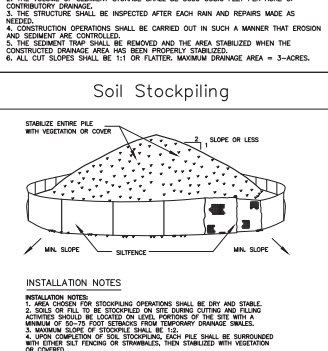 CONTRIBUTORY DRAINAGE.
3. THE STRUCTURE SHALL BE INSPECTED AFTER EACH RAIN AND REPAIRS MADE AS
NEEDED.
4. CONSTRUCTION OPERATIONS SHALL BE CARRIED OUT IN SUCH A MANNER THAT EROSION
AND SEDIMENT ARE CONTROLLED.
5. THE SEDIMENT TRAP SHALL BE REMOVED AND THE AREA STABILIZED WHEN THE
CONSTRUCTED DRAINAGE AREA HAS BEEN PROPERLY STABILIZED.
6. ALL CUT SLOPES SHALL BE 1:1 OR FLATTER. MAXIMUM DRAINAGE AREA = 3-ACRES.
Soil Stockpiling
STABILIZE ENTIRE PILE
WITH VEGETATION OR COVER
2
1
SLOPE OR LESS
MIN. SLOPE
SILTFENCE
MIN. SLOPE
INSTALLATION NOTES
INSTALLATION NOTES:
1. AREA CHOSEN FOR STOCKPILING OPERATIONS SHALL BE DRY AND STABLE.
2. SOILS OR FILL TO BE STOCKPILED ON SITE DURING CUTTING AND FILLING
ACTIVITIES SHOULD BE LOCATED ON LEVEL PORTIONS OF THE SITE WITH A
MINIMUM OF 50-75 FOOT SETBACKS FROM TEMPORARY DRAINAGE SWALES.
3. MAXIMUM SLOPE OF STOCKPILE SHALL BE 1:2.
4. UPON COMPLETION OF SOIL STOCKPILING, EACH PILE SHALL BE SURROUNDED
WITH EITHER SILT FENCING OR STRAWBALES, THEN STABILIZED WITH VEGETATION
OR COVERED